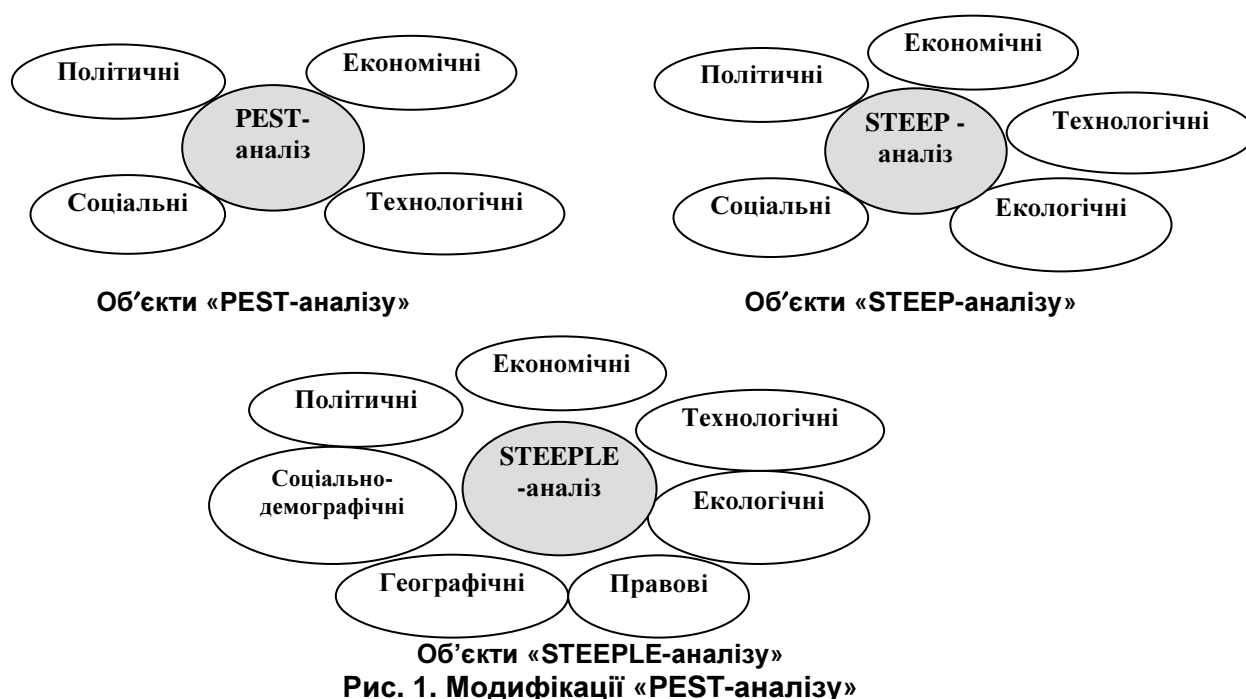 Політичні
Економічні
PEST-
аналіз
Соціальні
Технологічні
Об′єкти «PEST-аналізу»
Економічні
Політичні
STEEP -
аналіз
Технологічні
Соціальні
Екологічні
Об′єкти «STEEP-аналізу»
Економічні
Політичні
Технологічні
STEEPLE
-аналіз
Соціально-
демографічні
Екологічні
Географічні
Правові
Об’єкти «STEEPLE-аналізу»
Рис. 1. Модифікації «PEST-аналізу»